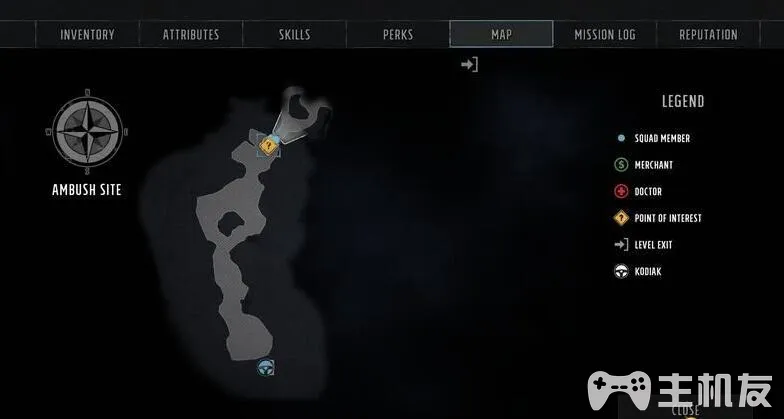 INVENTORY
ATTRIBUTES
SKILLS
PERKS
MAP
MISSION LOG
REPUTATION
AMBUSH SITE
LEGEND
SQUAD MEMBER
MERCHANT
DOCTOR
POINT OF INTEREST
LEVEL EXIT
KODIAK
主机友
CLOSE